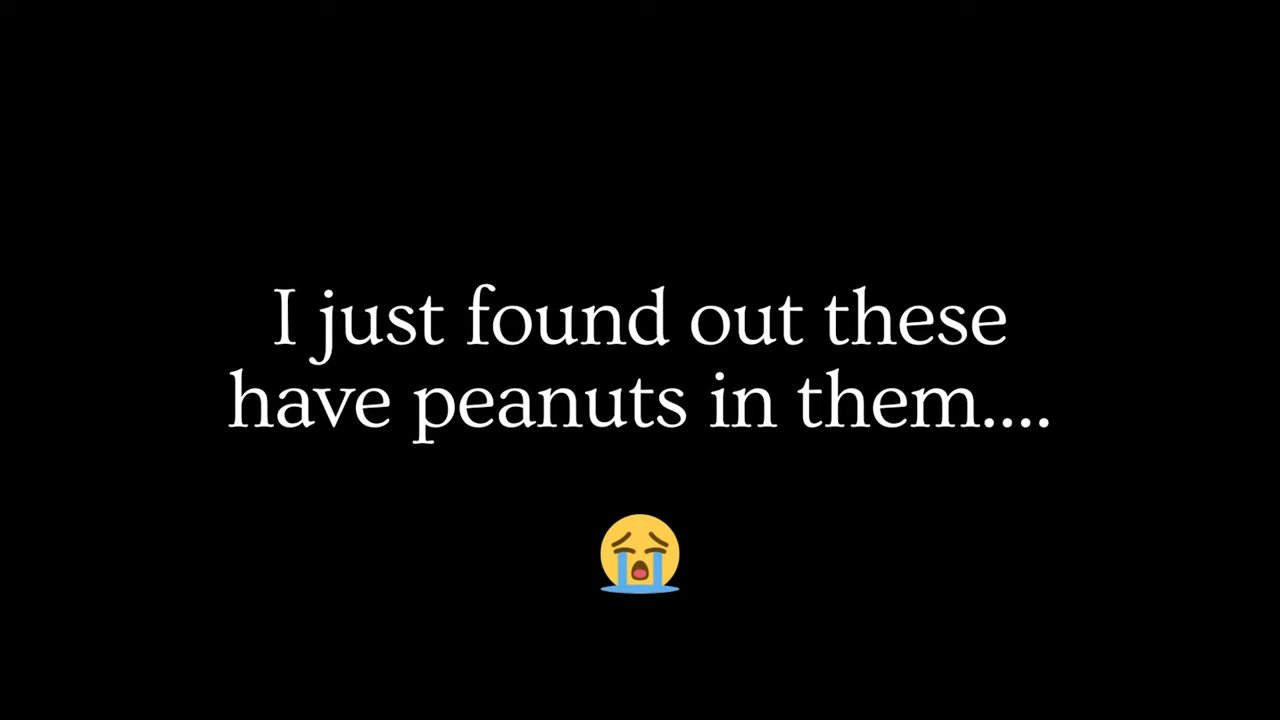 I just found out these
have peanuts in them....
😭